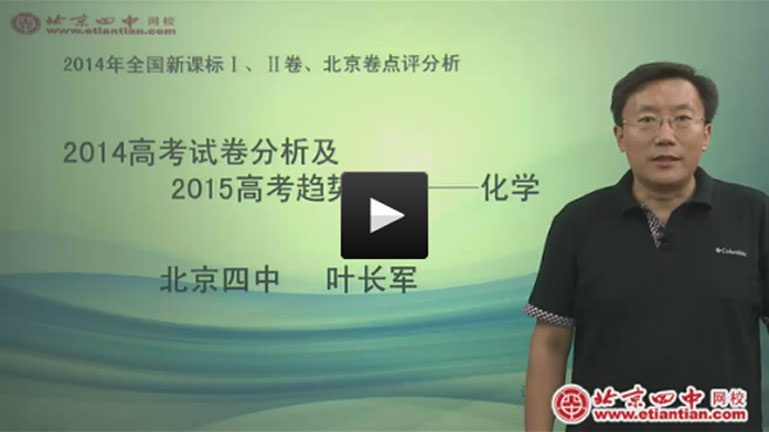 北京四中 网校
www.etiantian.com
2014年全国新课标Ⅰ、Ⅱ卷、北京卷点评分析
2014高考试卷分析及
2015高考趋势——化学
北京四中 叶长军
Columbia
北京四中 网校
www.etiantian.com